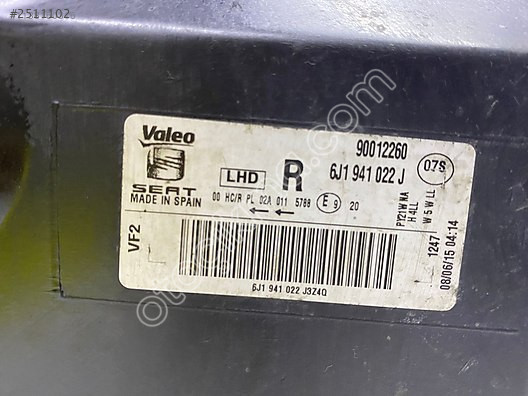 #2511102
Valeo
SEAT
MADE IN SPAIN
VF2
LHD
R
90012260
6J1 941 022 J
07S
00 HC/R PL 02A 011 5788
E 9 20
PY21W NA
H 4LL
W 5 W LL
1247
08/06/15 04:14
6J1 941 022 J3Z4Q